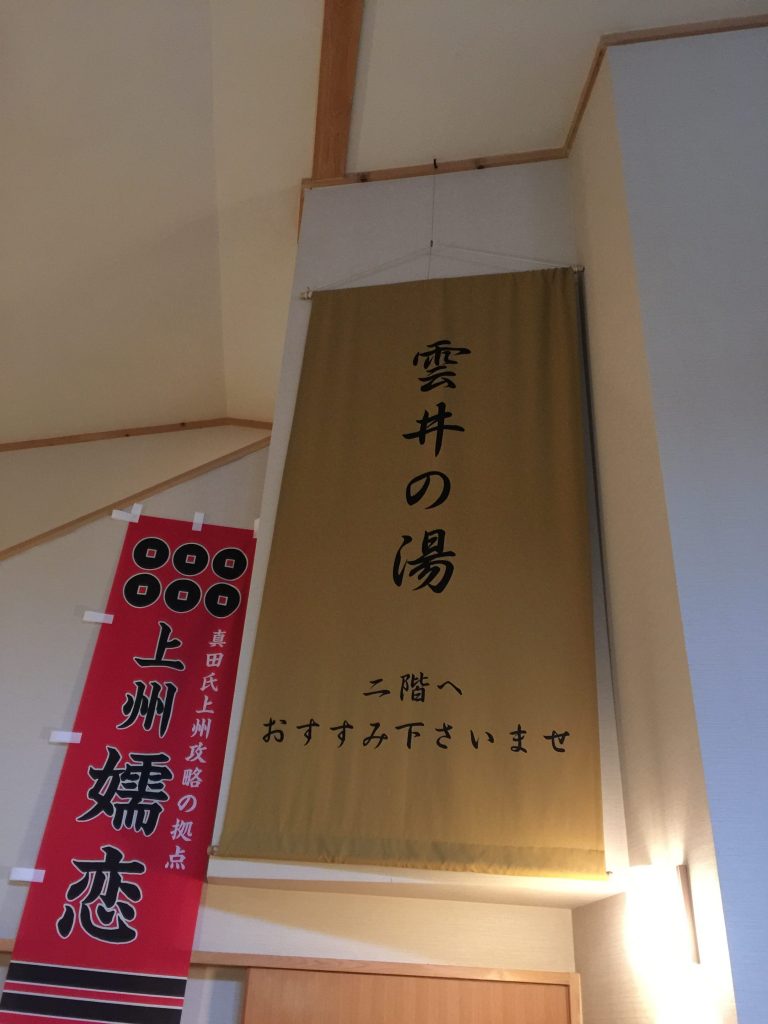 雲井の湯
二階へ
おすすみ下さいませ
真田氏上州攻略の拠点
上州嬬恋